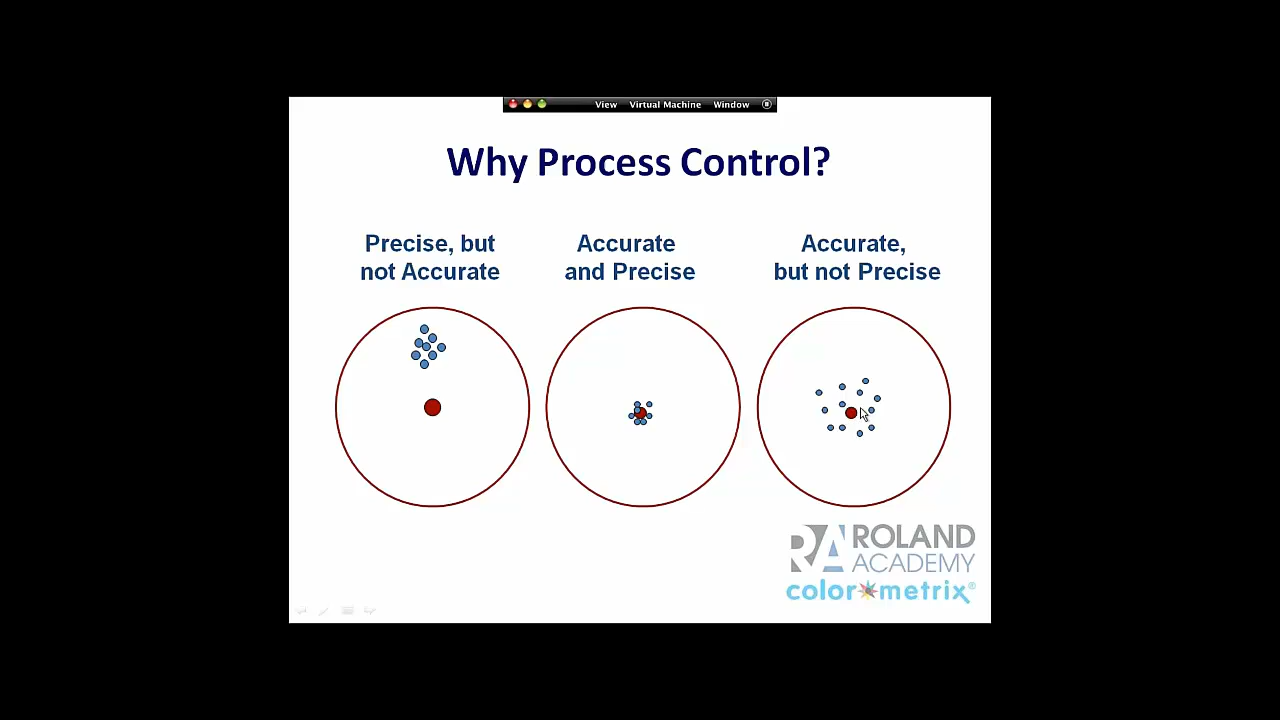 View Virtual Machine Window
Why Process Control?
Precise, but
not Accurate
Accurate
and Precise
Accurate,
but not Precise
RA ROLAND
ACADEMY
colormetrix®